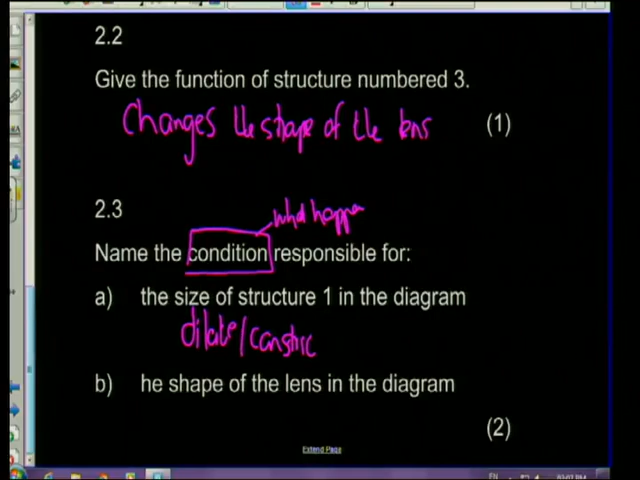 2.2
Give the function of structure numbered 3.
Changes the shape of the lens (1)
2.3
what happen
Name the condition responsible for:
a) the size of structure 1 in the diagram
dilate/constric
b) he shape of the lens in the diagram
(2)
Extend Page
EN